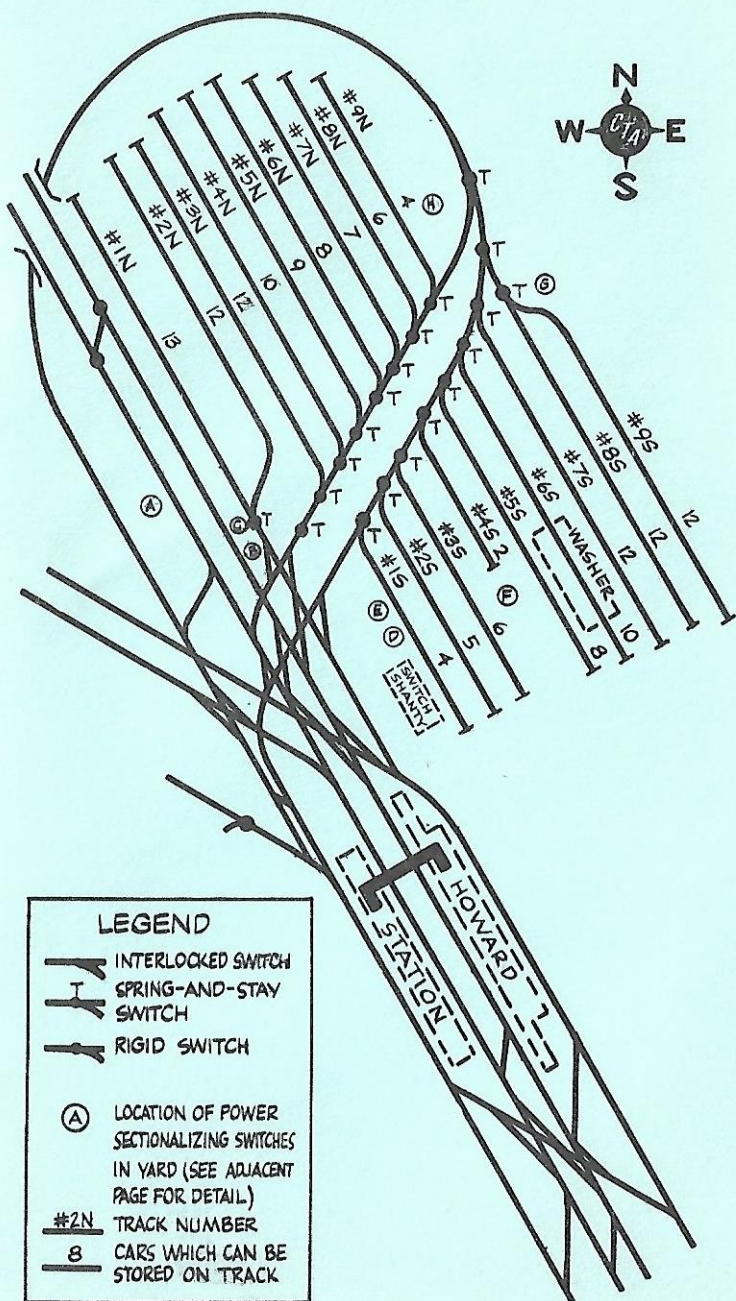 N
W CTA E
S
#1N
#2N
#3N
#4N
#5N
#6N
#7N
#8N
#9N
13
12
12
10
9
8
7
6
4
H
T
T
T
G
T
T
T
T
T
T
T
T
T
T
T
T
T
T
A
G
B
#1S
#2S
#3S
#4S
#5S
#6S
#7S
#8S
#9S
4
5
6
2
8
10
12
12
12
WASHER
E
D
F
SWITCH
SHANTY
HOWARD
STATION
LEGEND
INTERLOCKED SWITCH
T SPRING-AND-STAY
SWITCH
RIGID SWITCH
A LOCATION OF POWER
SECTIONALIZING SWITCHES
IN YARD (SEE ADJACENT
PAGE FOR DETAIL)
#2N TRACK NUMBER
8 CARS WHICH CAN BE
STORED ON TRACK